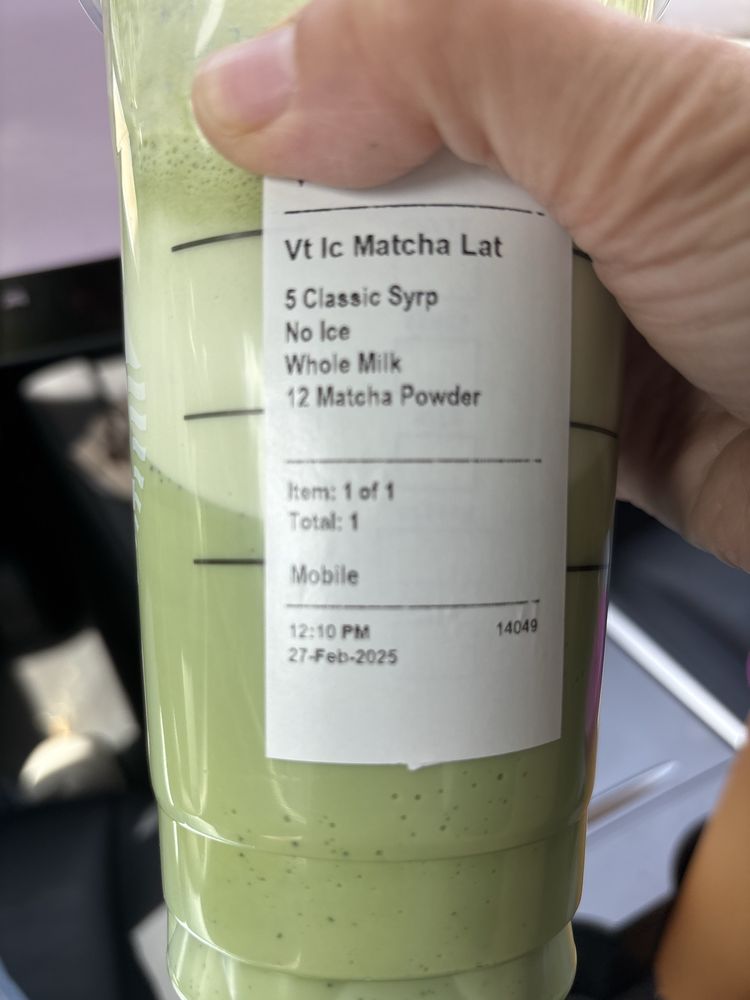 Vt Ic Matcha Lat
5 Classic Syrp
No Ice
Whole Milk
12 Matcha Powder
Item: 1 of 1
Total: 1
Mobile
12:10 PM 14049
27-Feb-2025